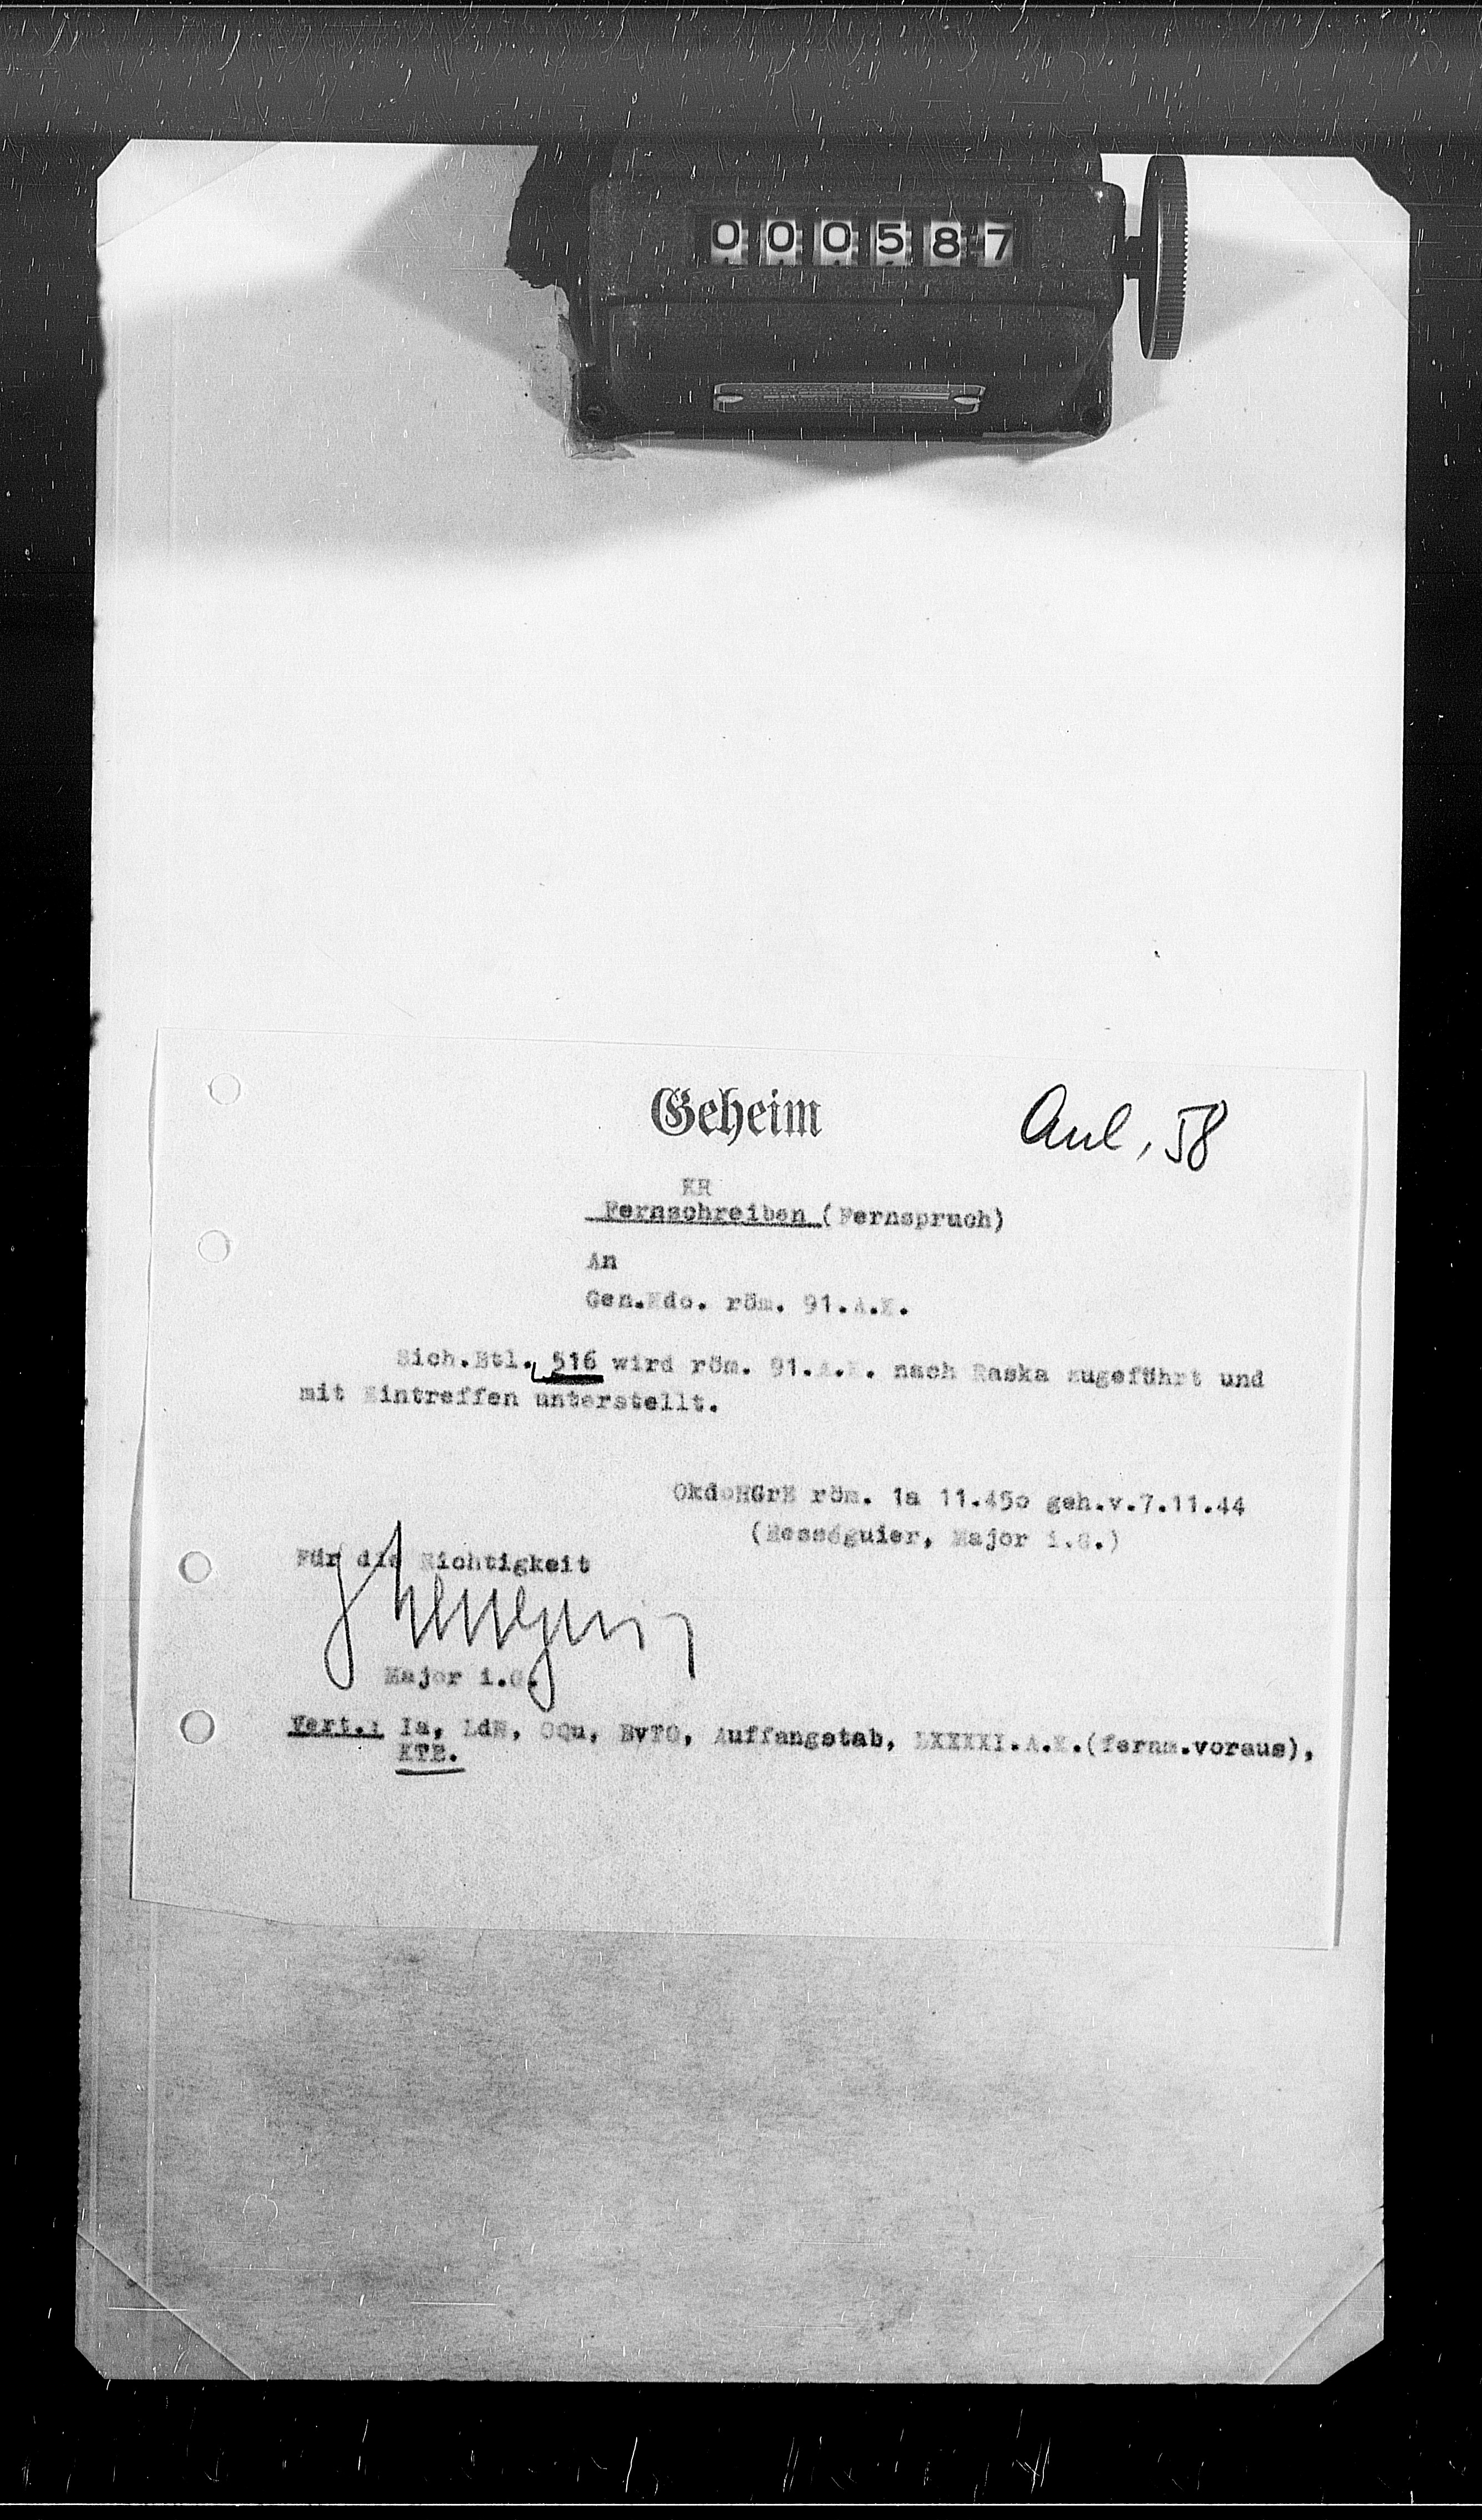 000587
Geheim
Anl. 58
KR
Fernschreiben (Fernspruch)
An
Gen.Kdo. röm. 91.A.K.
Sich.Btl. 516 wird röm. 91.A.K. nach Raska zugeführt und
mit Eintreffen unterstellt.
OkdoHGrE röm. 1a 11.45o geh.v.7.11.44
(Hességuier, Major i.G.)
Für die Richtigkeit
Major i.G.
Vert.: Ia, LdN, OQu, BvTO, Auffangstab, LXXXXI.A.K.(fernm.voraus),
KTB.